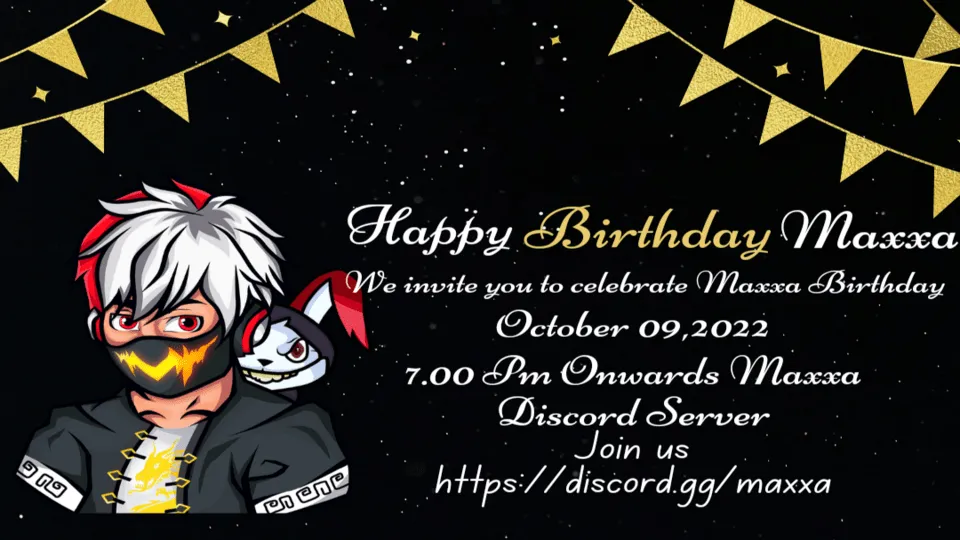 Happy Birthday Maxxa
We invite you to celebrate Maxxa Birthday
October 09,2022
7.00 Pm Onwards Maxxa
Discord Server
Join us
https://discord.gg/maxxa